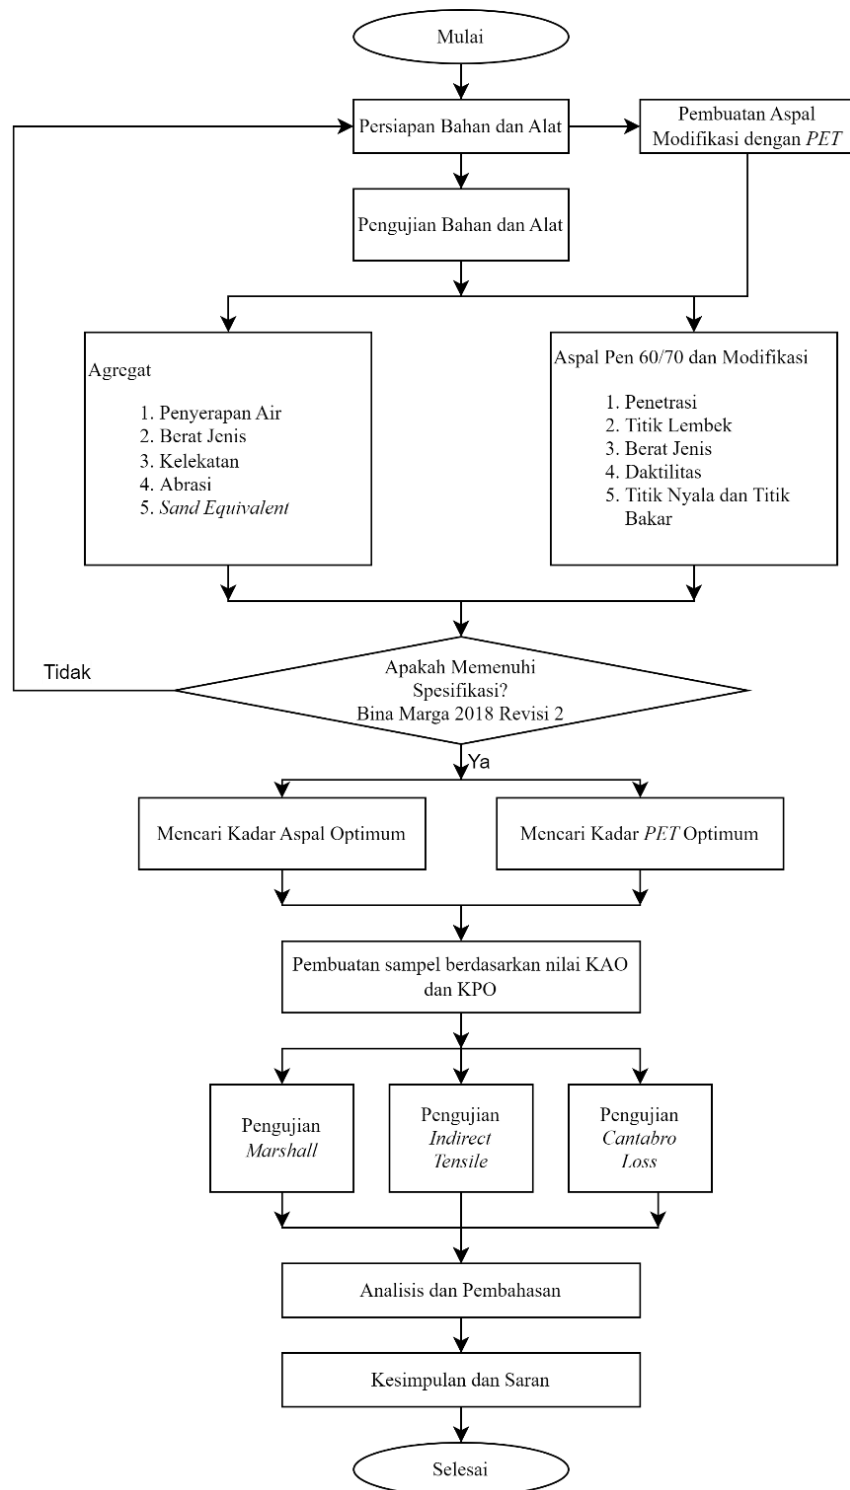 Mulai
Persiapan Bahan dan Alat
Pembuatan Aspal
Modifikasi dengan PET
Pengujian Bahan dan Alat
Agregat
1. Penyerapan Air
2. Berat Jenis
3. Kelekatan
4. Abrasi
5. Sand Equivalent
Aspal Pen 60/70 dan Modifikasi
1. Penetrasi
2. Titik Lembek
3. Berat Jenis
4. Daktilitas
5. Titik Nyala dan Titik
Bakar
Tidak
Apakah Memenuhi
Spesifikasi?
Bina Marga 2018 Revisi 2
Ya
Mencari Kadar Aspal Optimum
Mencari Kadar PET Optimum
Pembuatan sampel berdasarkan nilai KAO
dan KPO
Pengujian
Marshall
Pengujian
Indirect
Tensile
Pengujian
Cantabro
Loss
Analisis dan Pembahasan
Kesimpulan dan Saran
Selesai